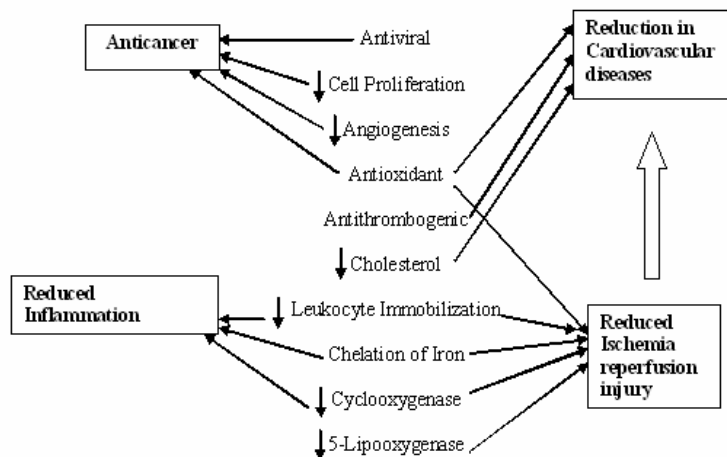 Anticancer
Antiviral
Reduction in
Cardiovascular
diseases
Cell Proliferation
Angiogenesis
Antioxidant
Antithrombogenic
Cholesterol
Reduced
Inflammation
Leukocyte Immobilization
Reduced
Ischemia
reperfusion
injury
Chelation of Iron
Cyclooxygenase
5-Lipooxygenase